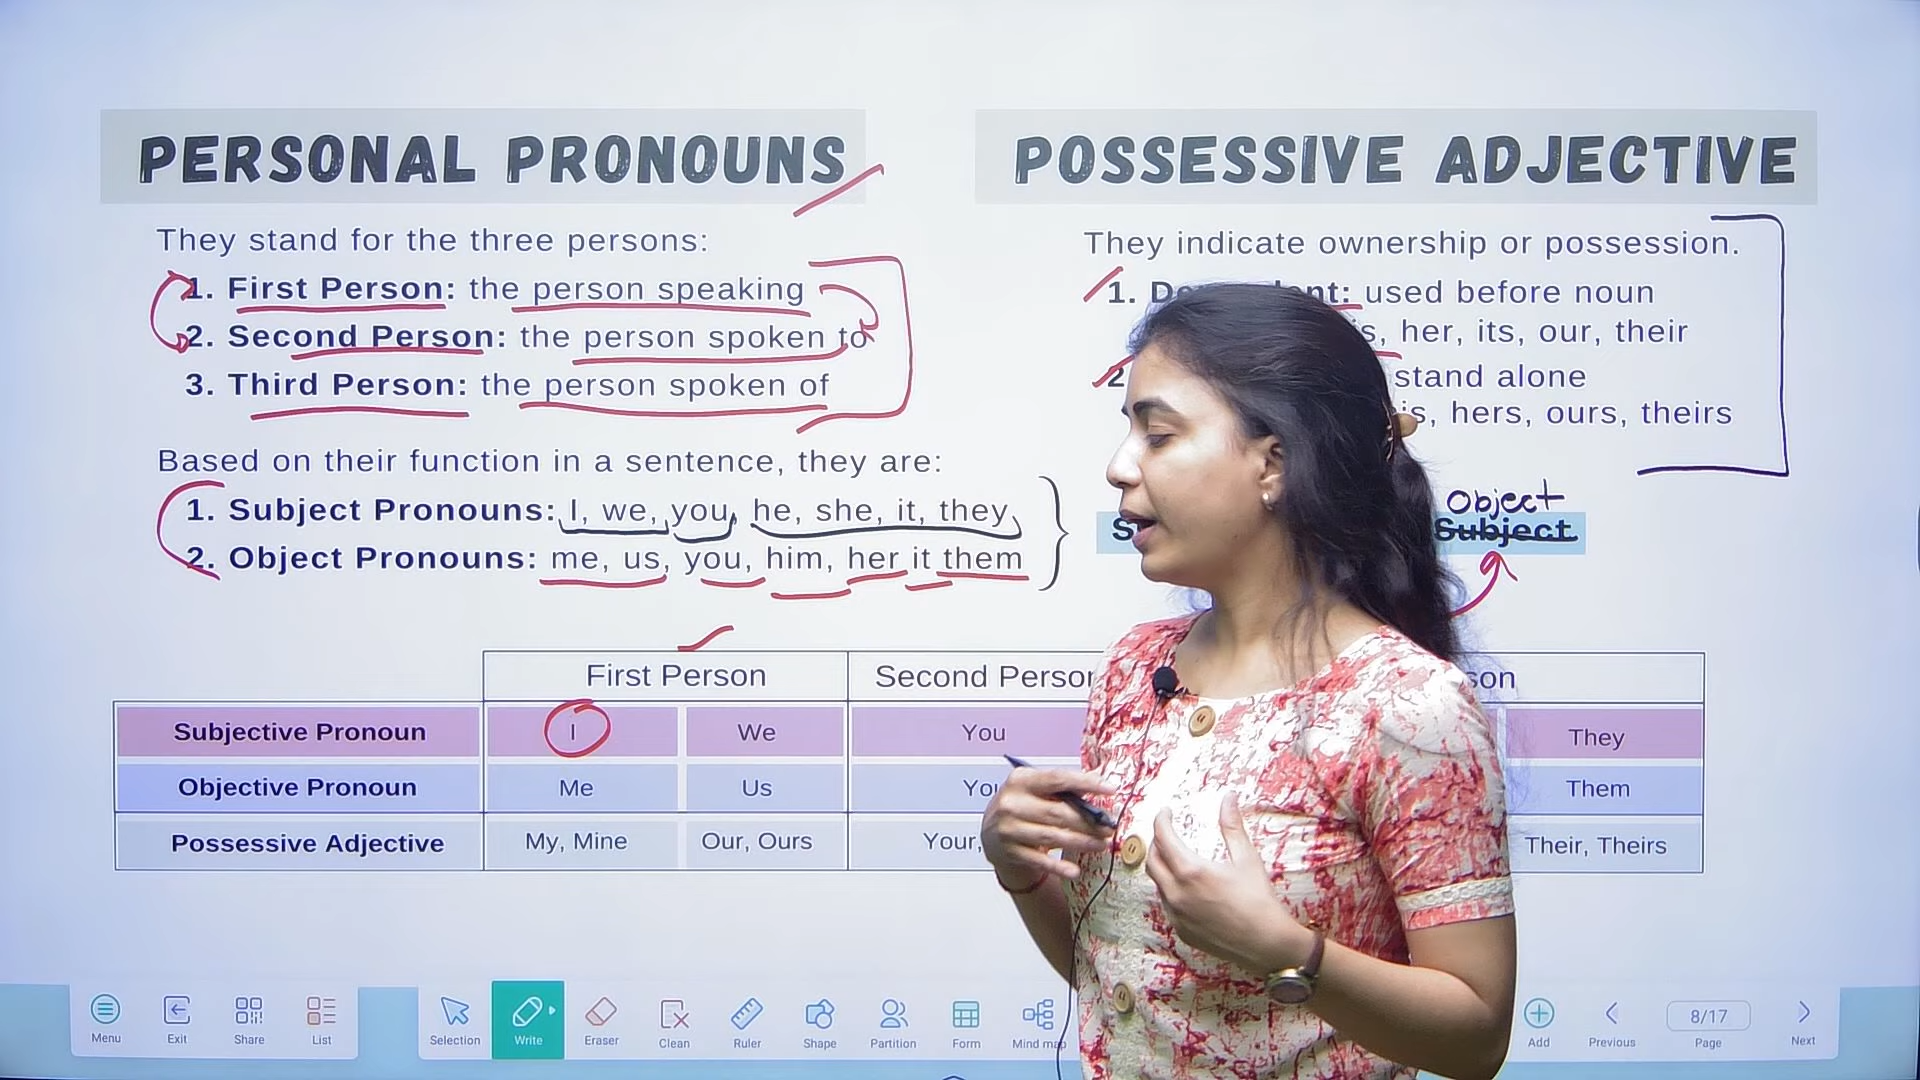 PERSONAL PRONOUNS
They stand for the three persons:
1. First Person: the person speaking
2. Second Person: the person spoken to
3. Third Person: the person spoken of
Based on their function in a sentence, they are:
1. Subject Pronouns: I, we, you, he, she, it, they
2. Object Pronouns: me, us, you, him, her it them
POSSESSIVE ADJECTIVE
They indicate ownership or possession.
1. used before noun
her, its, our, their
2 stand alone
hers, ours, theirs
Object
Subject
First Person Second Person
Subjective Pronoun I We You They
Objective Pronoun Me Us You Them
Possessive Adjective My, Mine Our, Ours Your, Their, Theirs
Menu Exit Share List Selection Write Eraser Clean Ruler Shape Partition Form Mind map Add Previous 8/17 Page Next